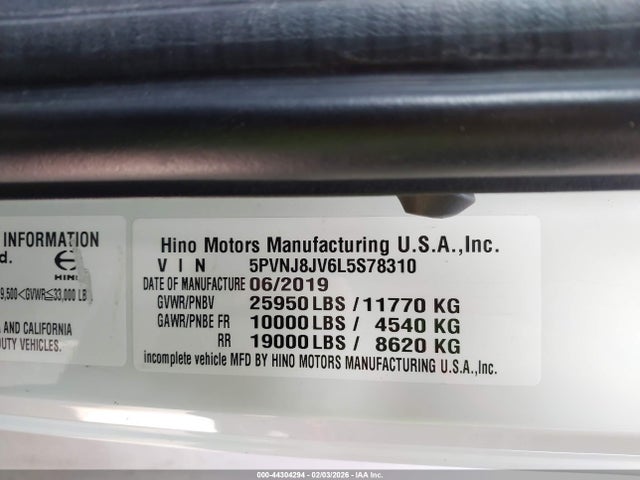 INFORMATION
d.
HINO
9,500<GVWR≦33,000 LB
A AND CALIFORNIA
DUTY VEHICLES.
Hino Motors Manufacturing U.S.A.,Inc.
VIN 5PVNJ8JV6L5S78310
DATE OF MANUFACTURE 06/2019
GVWR/PNBV 25950 LBS / 11770 KG
GAWR/PNBE FR 10000 LBS / 4540 KG
RR 19000 LBS / 8620 KG
incomplete vehicle MFD BY HINO MOTORS MANUFACTURING U.S.A.,Inc.
000-44304294 - 02/03/2026 - IAA Inc.